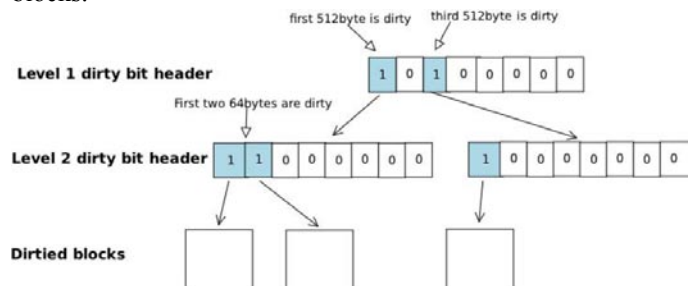 blocks.
first 512byte is dirty
third 512byte is dirty
Level 1 dirty bit header
1 0 1 0 0 0 0 0
First two 64bytes are dirty
Level 2 dirty bit header
1 1 0 0 0 0 0 0
1 0 0 0 0 0 0 0
Dirtied blocks